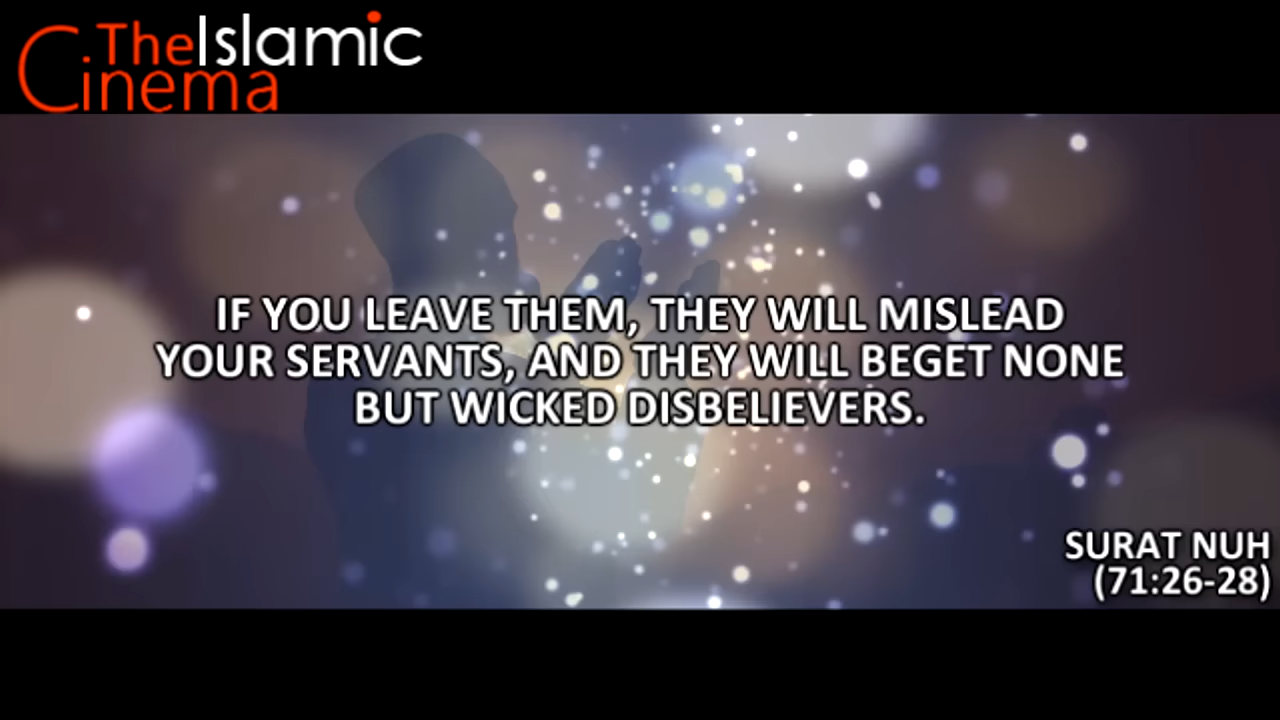 TheIslamic
Cinema
IF YOU LEAVE THEM, THEY WILL MISLEAD
YOUR SERVANTS, AND THEY WILL BEGET NONE
BUT WICKED DISBELIEVERS.
SURAT NUH
(71:26-28)